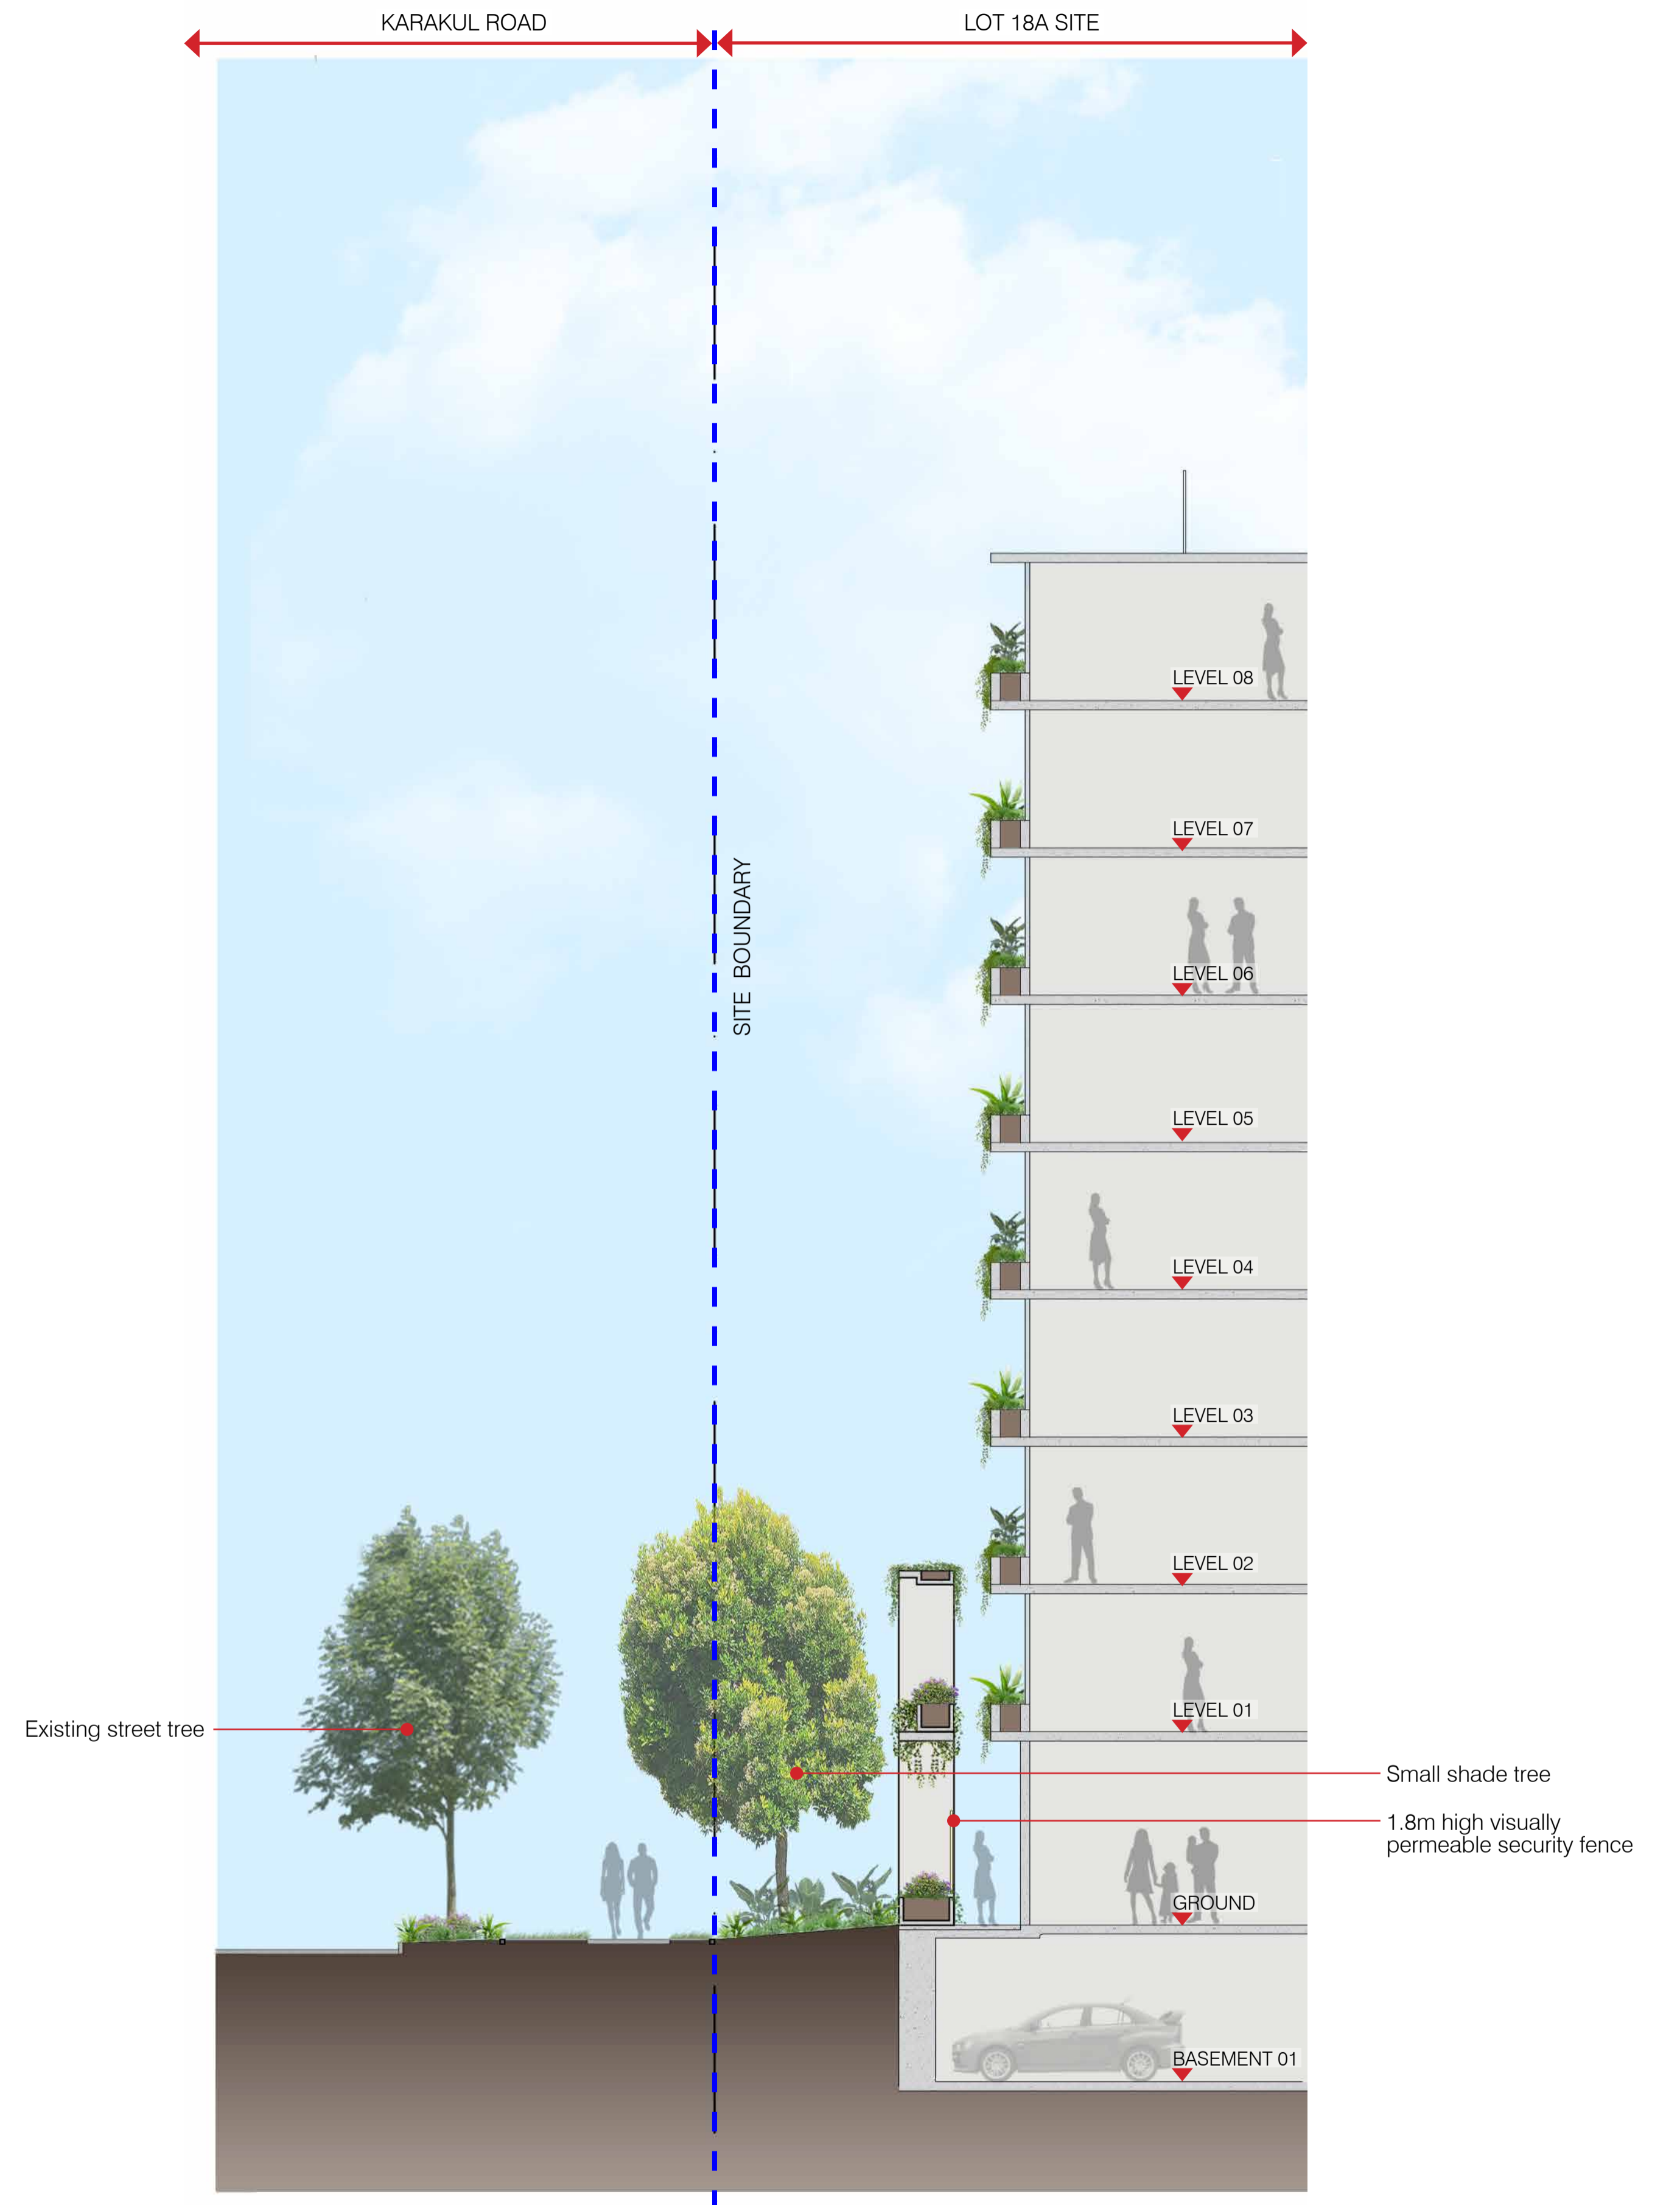 KARAKUL ROAD
LOT 18A SITE
SITE BOUNDARY
LEVEL 08
LEVEL 07
LEVEL 06
LEVEL 05
LEVEL 04
LEVEL 03
LEVEL 02
LEVEL 01
Existing street tree
Small shade tree
1.8m high visually
permeable security fence
GROUND
BASEMENT 01